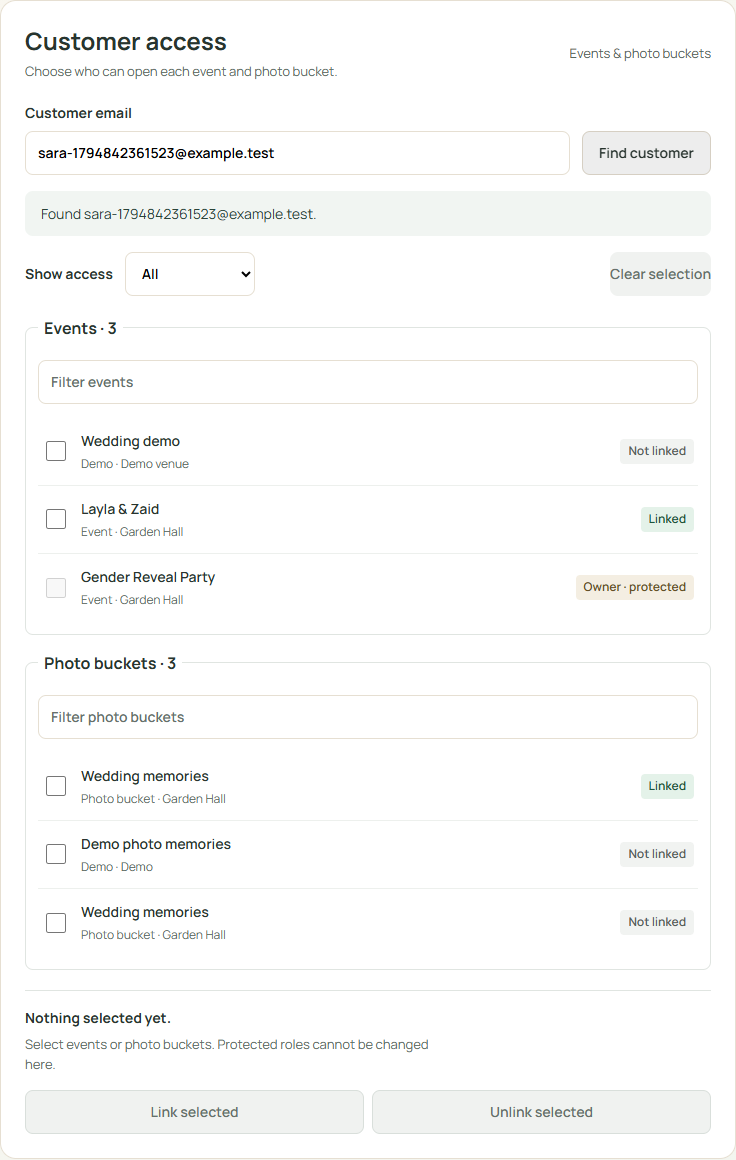 Customer access
Choose who can open each event and photo bucket.
Events & photo buckets
Customer email
sara-1794842361523@example.test
Find customer
Found sara-1794842361523@example.test.
Show access
All
Clear selection
Events · 3
Filter events
Wedding demo
Demo · Demo venue
Not linked
Layla & Zaid
Event · Garden Hall
Linked
Gender Reveal Party
Event · Garden Hall
Owner · protected
Photo buckets · 3
Filter photo buckets
Wedding memories
Photo bucket · Garden Hall
Linked
Demo photo memories
Demo · Demo
Not linked
Wedding memories
Photo bucket · Garden Hall
Not linked
Nothing selected yet.
Select events or photo buckets. Protected roles cannot be changed
here.
Link selected
Unlink selected